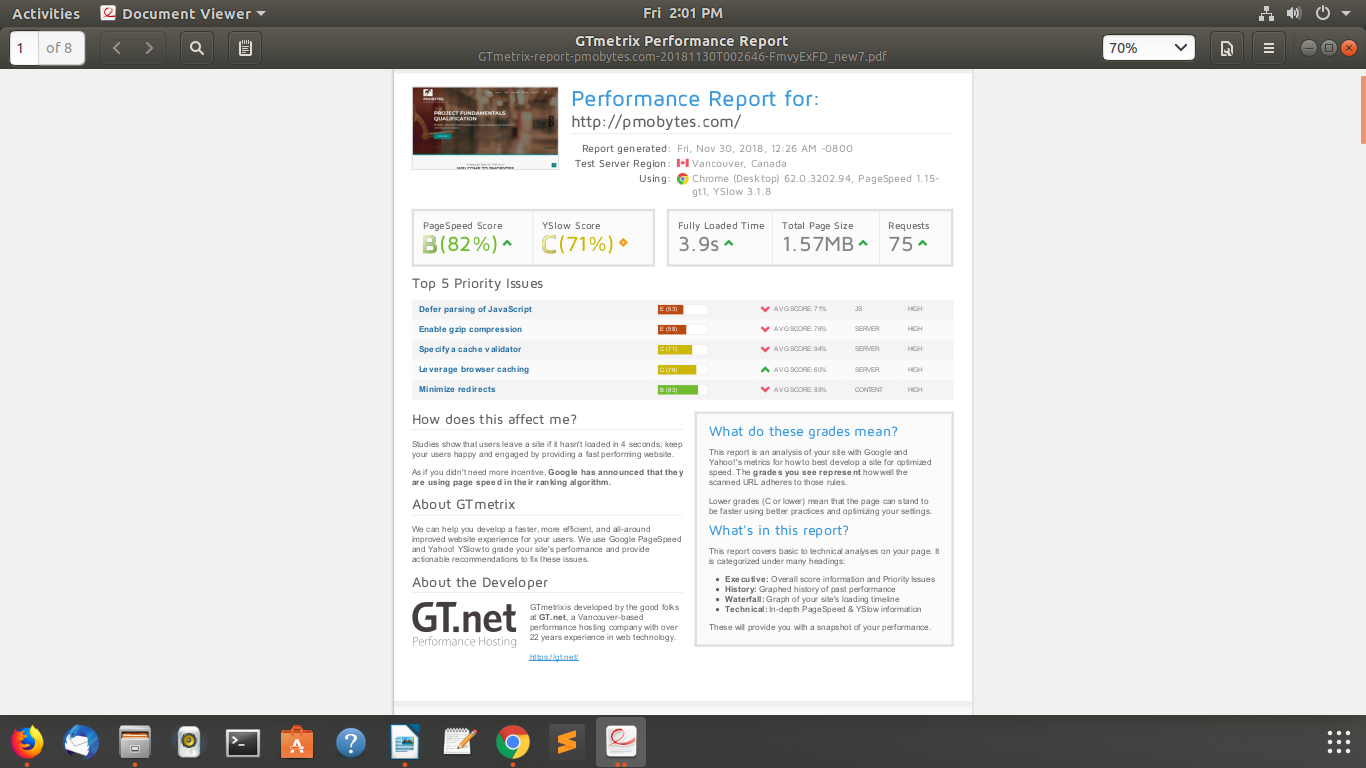 Activities
Document Viewer
Fri 2:01 PM
1
of 8
GTmetrix Performance Report
GTmetrix-report-pmobytes.com-20181130T002646-FmvyExFD_new7.pdf
70%
PMOBYTES
PROJECT FUNDAMENTALS
QUALIFICATION
WELCOME TO PMOBYTES
Performance Report for:
http://pmobytes.com/
Report generated: Fri, Nov 30, 2018, 12:26 AM -0800
Test Server Region: Vancouver, Canada
Using: Chrome (Desktop) 62.0.3202.94, PageSpeed 1.15-
gt1, YSlow 3.1.8
PageSpeed Score
B(82%)
YSlow Score
C(71%)
Fully Loaded Time
3.9s
Total Page Size
1.57MB
Requests
75
Top 5 Priority Issues
Defer parsing of JavaScript E (53) AVG SCORE: 71% JS HIGH
Enable gzip compression E (58) AVG SCORE: 76% SERVER HIGH
Specify a cache validator C (71) AVG SCORE: 94% SERVER HIGH
Leverage browser caching C (79) AVG SCORE: 60% SERVER HIGH
Minimize redirects B (83) AVG SCORE: 89% CONTENT HIGH
How does this affect me?
Studies show that users leave a site if it hasn't loaded in 4 seconds; keep
your users happy and engaged by providing a fast performing website.
As if you didn't need more incentive, Google has announced that they
are using page speed in their ranking algorithm.
About GTmetrix
We can help you develop a faster, more efficient, and all-around
improved website experience for your users. We use Google PageSpeed
and Yahoo! YSlow to grade your site's performance and provide
actionable recommendations to fix these issues.
About the Developer
GT.net
Performance Hosting
GTmetrix is developed by the good folks
at GT.net, a Vancouver-based
performance hosting company with over
22 years experience in web technology.
https://gt.net/
What do these grades mean?
This report is an analysis of your site with Google and
Yahoo!'s metrics for how to best develop a site for optimized
speed. The grades you see represent how well the
scanned URL adheres to those rules.
Lower grades (C or lower) mean that the page can stand to
be faster using better practices and optimizing your settings.
What's in this report?
This report covers basic to technical analyses on your page. It
is categorized under many headings:
• Executive: Overall score information and Priority Issues
• History: Graphed history of past performance
• Waterfall: Graph of your site's loading timeline
• Technical: In-depth PageSpeed & YSlow information
These will provide you with a snapshot of your performance.